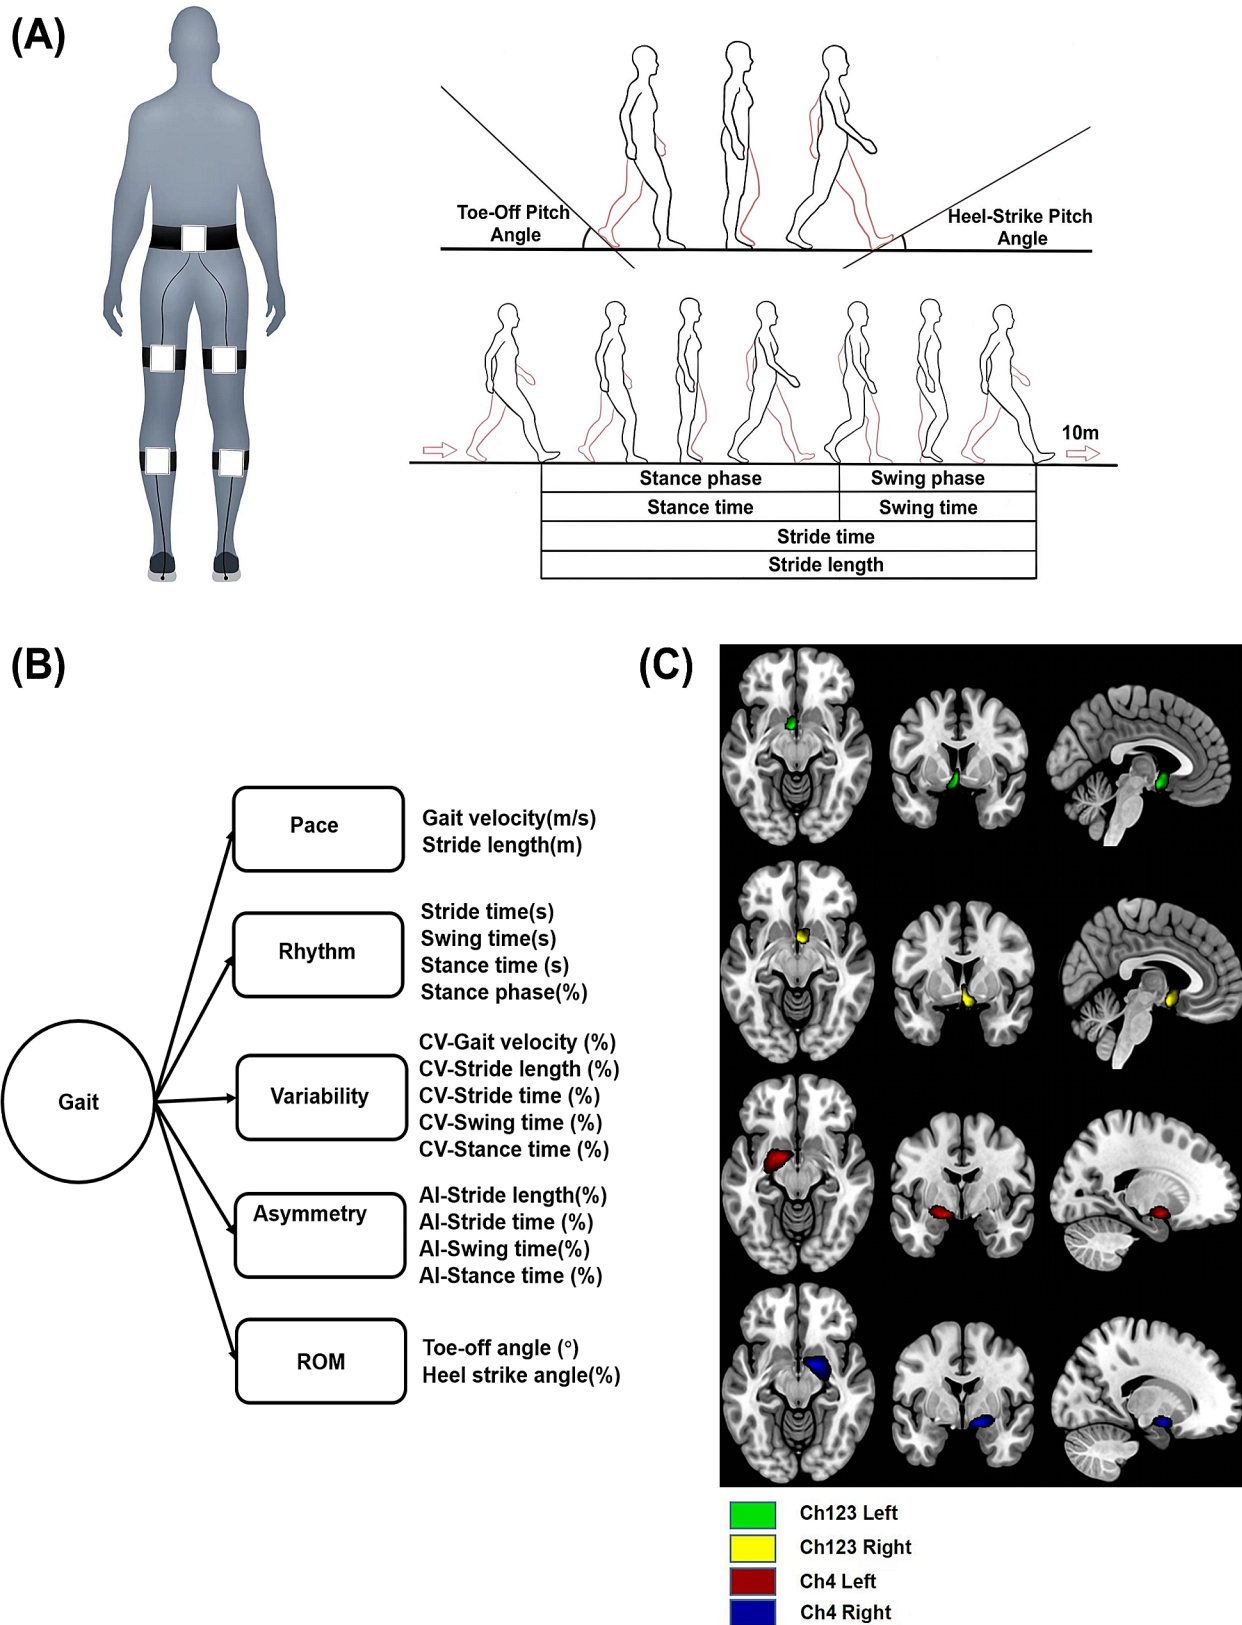 (A)
Toe-Off Pitch
Angle
Heel-Strike Pitch
Angle
10m
Stance phase
Swing phase
Stance time
Swing time
Stride time
Stride length
(B)
Gait
Pace
Gait velocity(m/s)
Stride length(m)
Rhythm
Stride time(s)
Swing time(s)
Stance time (s)
Stance phase(%)
Variability
CV-Gait velocity (%)
CV-Stride length (%)
CV-Stride time (%)
CV-Swing time (%)
CV-Stance time (%)
Asymmetry
AI-Stride length(%)
AI-Stride time (%)
AI-Swing time(%)
AI-Stance time (%)
ROM
Toe-off angle (°)
Heel strike angle(%)
(C)
Ch123 Left
Ch123 Right
Ch4 Left
Ch4 Right